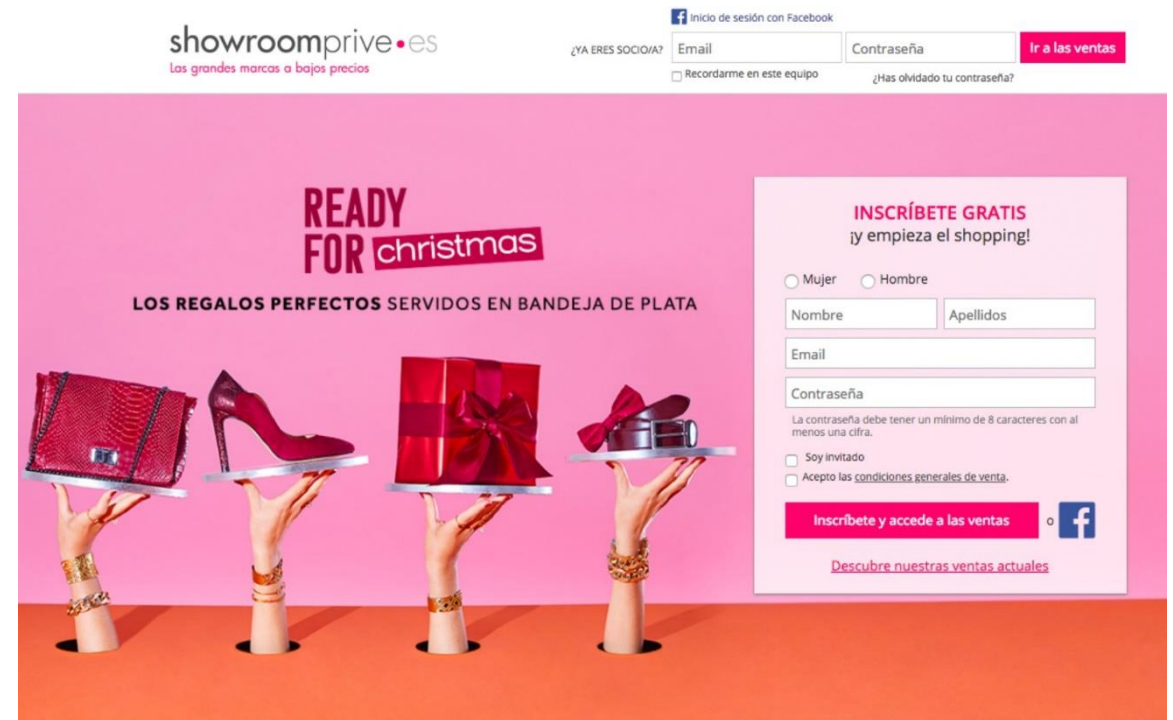 showroomprive•es
Las grandes marcas a bajos precios
Inicio de sesión con Facebook
¿YA ERES SOCIO/A?
Email
Contraseña
Ir a las ventas
Recordarme en este equipo
¿Has olvidado tu contraseña?
READY
FOR christmas
LOS REGALOS PERFECTOS SERVIDOS EN BANDEJA DE PLATA
INSCRÍBETE GRATIS
¡y empieza el shopping!
Mujer Hombre
Nombre Apellidos
Email
Contraseña
La contraseña debe tener un mínimo de 8 caracteres con al
menos una cifra.
Soy invitado
Acepto las condiciones generales de venta.
Inscríbete y accede a las ventas o f
Descubre nuestras ventas actuales